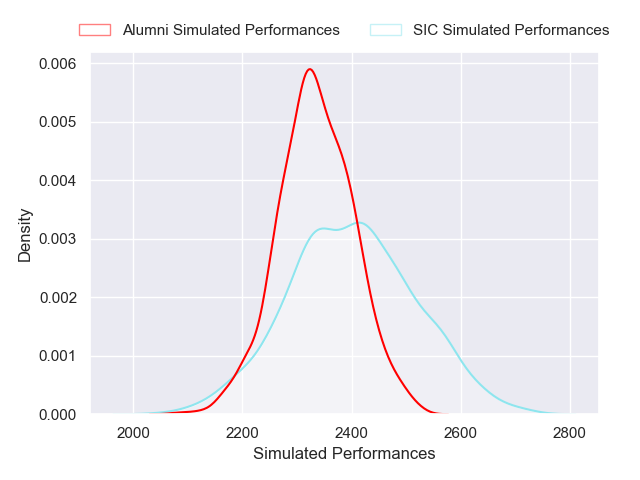 Alumni Simulated Performances SIC Simulated Performances
0.006
0.005
0.004
0.003
0.002
0.001
0.000
Density
2000 2200 2400 2600 2800
Simulated Performances